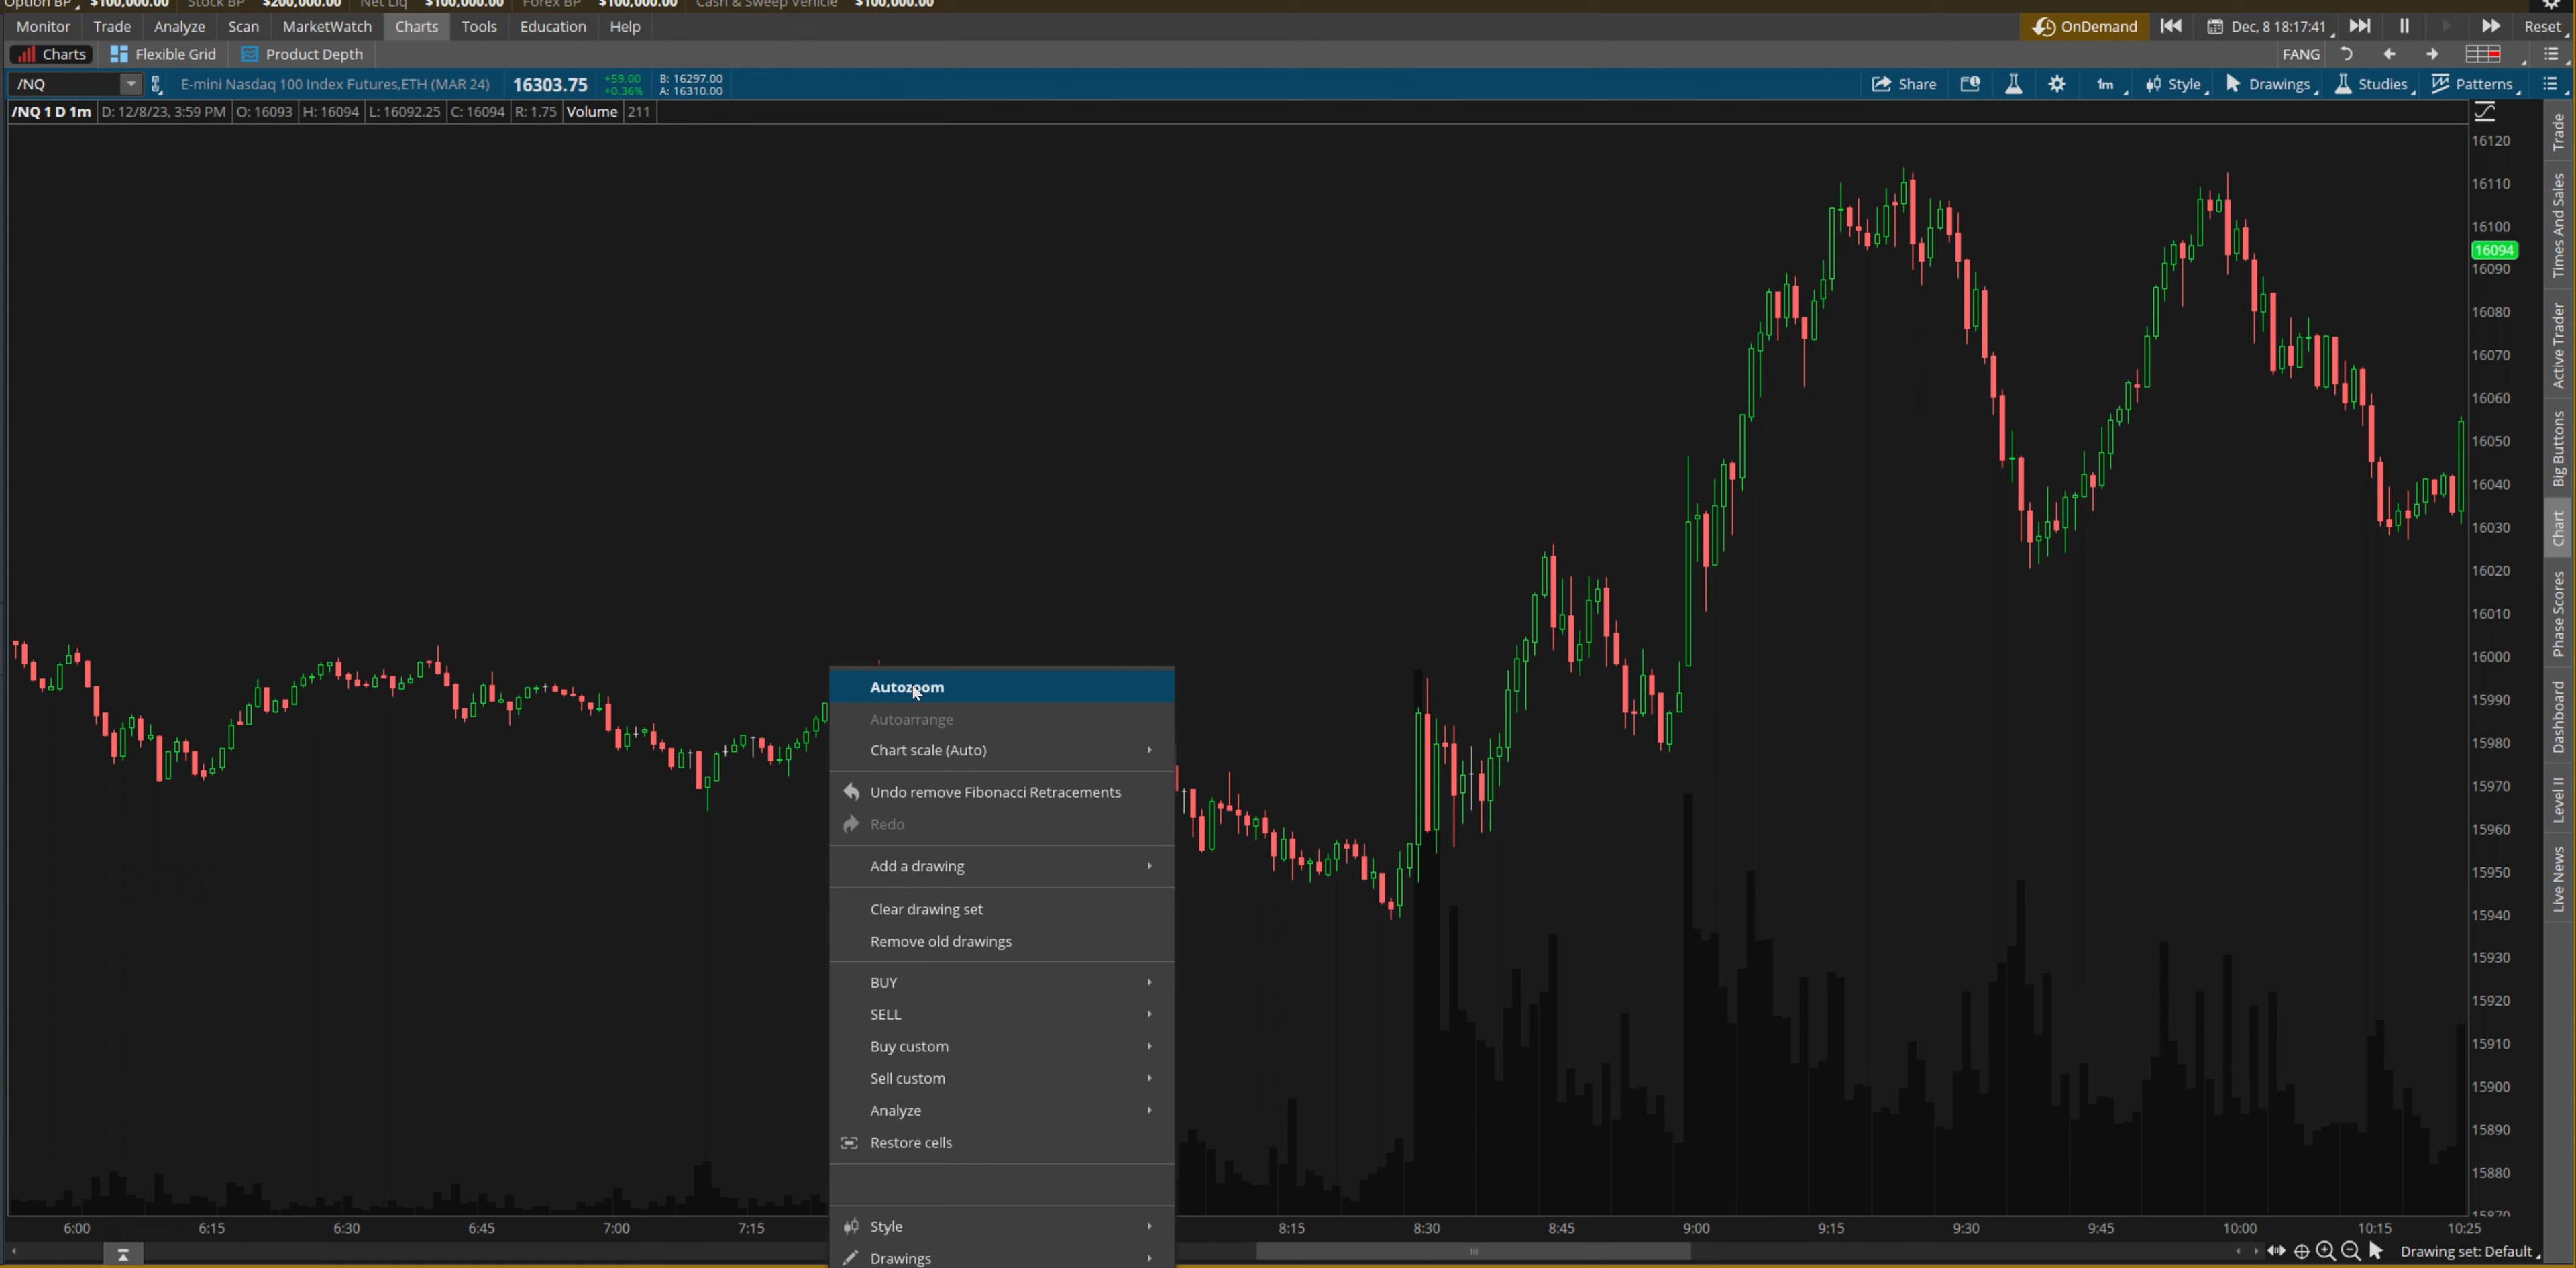 Option BP $100,000.00 Stock BP $200,000.00 Net Liq $100,000.00 Forex BP $100,000.00 Cash & Sweep Vehicle $100,000.00
Monitor Trade Analyze Scan MarketWatch Charts Tools Education Help OnDemand Dec, 8 18:17:41 Reset
Charts Flexible Grid Product Depth FANG
/NQ E-mini Nasdaq 100 Index Futures,ETH (MAR 24) 16303.75 +59.00 +0.36% B: 16297.00 A: 16310.00 Share 1m Style Drawings Studies Patterns
/NQ 1 D 1m D: 12/8/23, 3:59 PM O: 16093 H: 16094 L: 16092.25 C: 16094 R: 1.75 Volume 211
16120
16110
16100
16094
16090
16080
16070
16060
16050
16040
16030
16020
16010
16000
15990
15980
15970
15960
15950
15940
15930
15920
15910
15900
15890
15880
15870
Trade
Times And Sales
Active Trader
Big Buttons
Chart
Phase Scores
Dashboard
Level II
Live News
Autozoom
Autoarrange
Chart scale (Auto)
Undo remove Fibonacci Retracements
Redo
Add a drawing
Clear drawing set
Remove old drawings
BUY
SELL
Buy custom
Sell custom
Analyze
Restore cells
Style
Drawings
6:00 6:15 6:30 6:45 7:00 7:15 8:15 8:30 8:45 9:00 9:15 9:30 9:45 10:00 10:15 10:25
Drawing set: Default